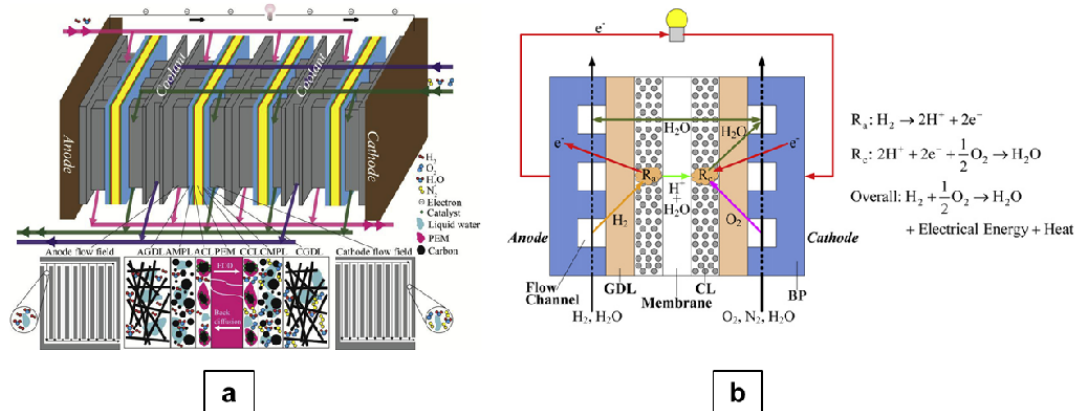 Coolant
Coolant
Anode
Cathode
H₂
O₂
H₂O
N₂
Electron
Catalyst
Liquid water
PEM
Carbon
Anode flow field
AGDL AMPL ACL PEM CCL CMPL CGDL
Cathode flow field
H₂O
Back
diffusion
a
e⁻
H₂O
H₂O
e⁻
e⁻
Rₐ
H⁺
+
H₂O
H₂
O₂
Anode
Cathode
Flow
Channel
GDL
Membrane
CL
BP
H₂, H₂O
O₂, N₂, H₂O
Rₐ: H₂ → 2H⁺ + 2e⁻
R꜀: 2H⁺ + 2e⁻ + 1/2 O₂ → H₂O
Overall: H₂ + 1/2 O₂ → H₂O
+ Electrical Energy + Heat
b